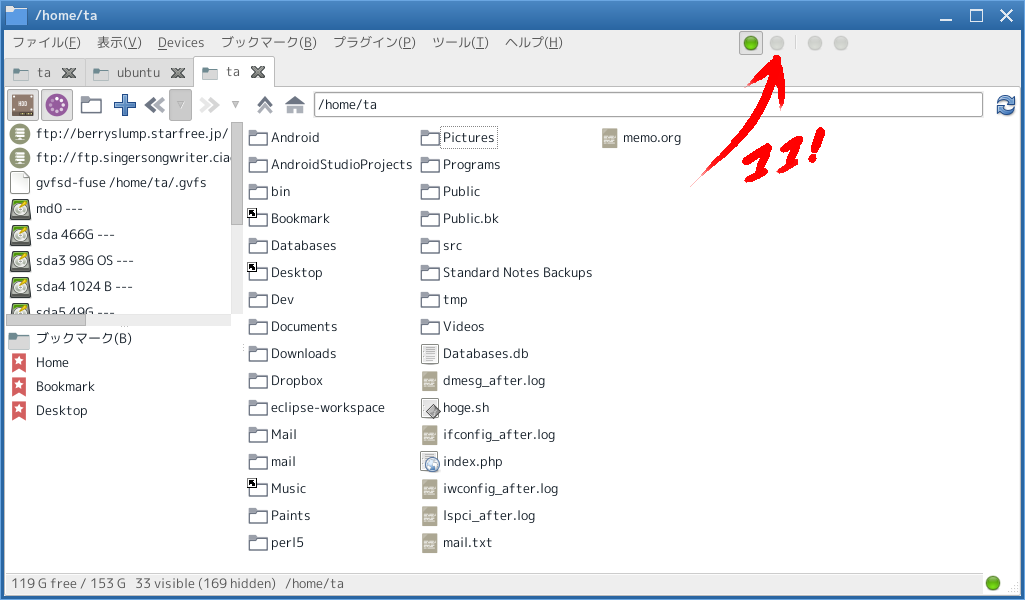 /home/ta
ファイル(F) 表示(V) Devices ブックマーク(B) プラグイン(P) ツール(T) ヘルプ(H)
ta ubuntu ta
/home/ta
ココ!
ftp://berryslump.starfree.jp/
ftp://ftp.singersongwriter.cia
gvfsd-fuse /home/ta/.gvfs
md0 ---
sda 466G ---
sda3 98G OS ---
sda4 1024 B ---
sda5 49G ---
ブックマーク(B)
Home
Bookmark
Desktop
Android
AndroidStudioProjects
bin
Bookmark
Databases
Desktop
Dev
Documents
Downloads
Dropbox
eclipse-workspace
Mail
mail
Music
Paints
perl5
Pictures
Programs
Public
Public.bk
src
Standard Notes Backups
tmp
Videos
Databases.db
dmesg_after.log
hoge.sh
ifconfig_after.log
index.php
iwconfig_after.log
lspci_after.log
mail.txt
memo.org
119 G free / 153 G 33 visible (169 hidden) /home/ta